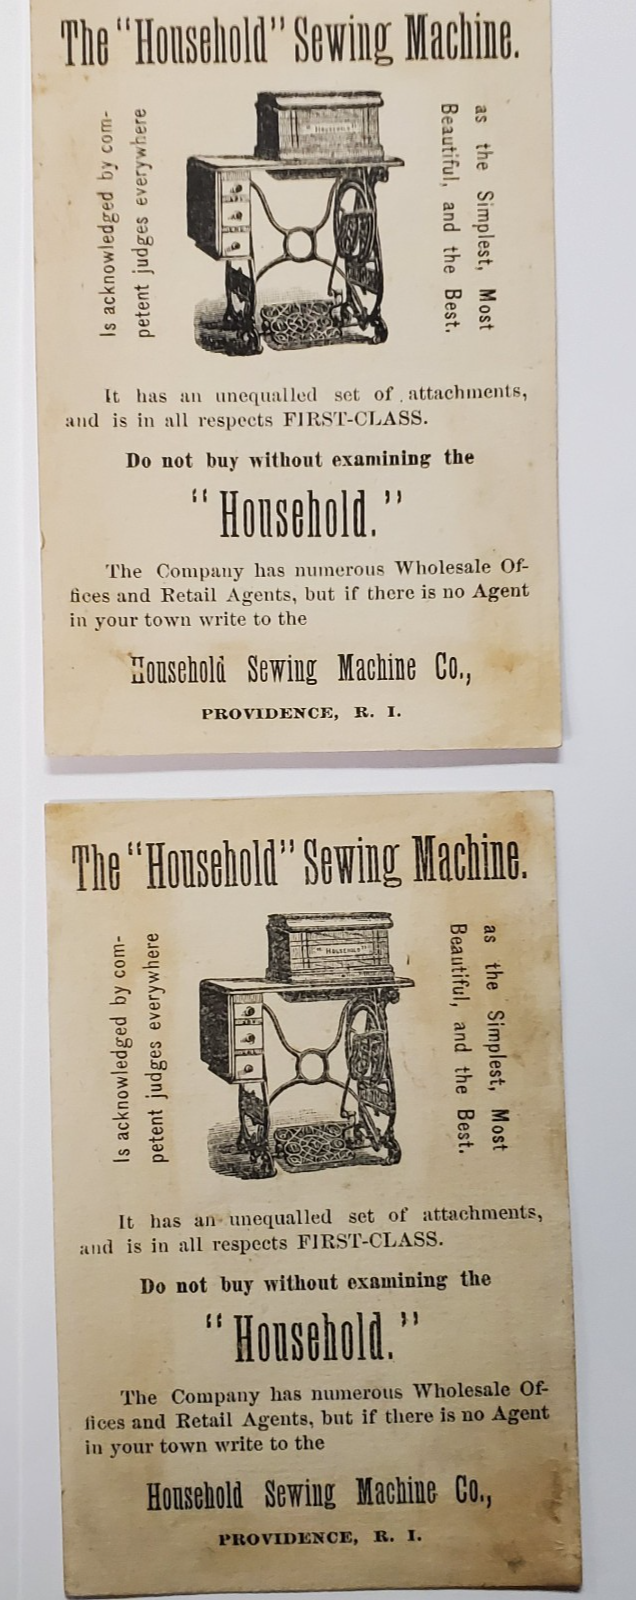 The "Household" Sewing Machine.
Is acknowledged by com-
petent judges everywhere
"HOUSEHOLD"
as the Simplest, Most
Beautiful, and the Best.
It has an unequalled set of attachments,
and is in all respects FIRST-CLASS.
Do not buy without examining the
"Household."
The Company has numerous Wholesale Of-
fices and Retail Agents, but if there is no Agent
in your town write to the
Household Sewing Machine Co.,
PROVIDENCE, R. I.
The "Household" Sewing Machine.
Is acknowledged by com-
petent judges everywhere
"HOUSEHOLD"
as the Simplest, Most
Beautiful, and the Best.
It has an unequalled set of attachments,
and is in all respects FIRST-CLASS.
Do not buy without examining the
"Household."
The Company has numerous Wholesale Of-
fices and Retail Agents, but if there is no Agent
in your town write to the
Household Sewing Machine Co.,
PROVIDENCE, R. I.